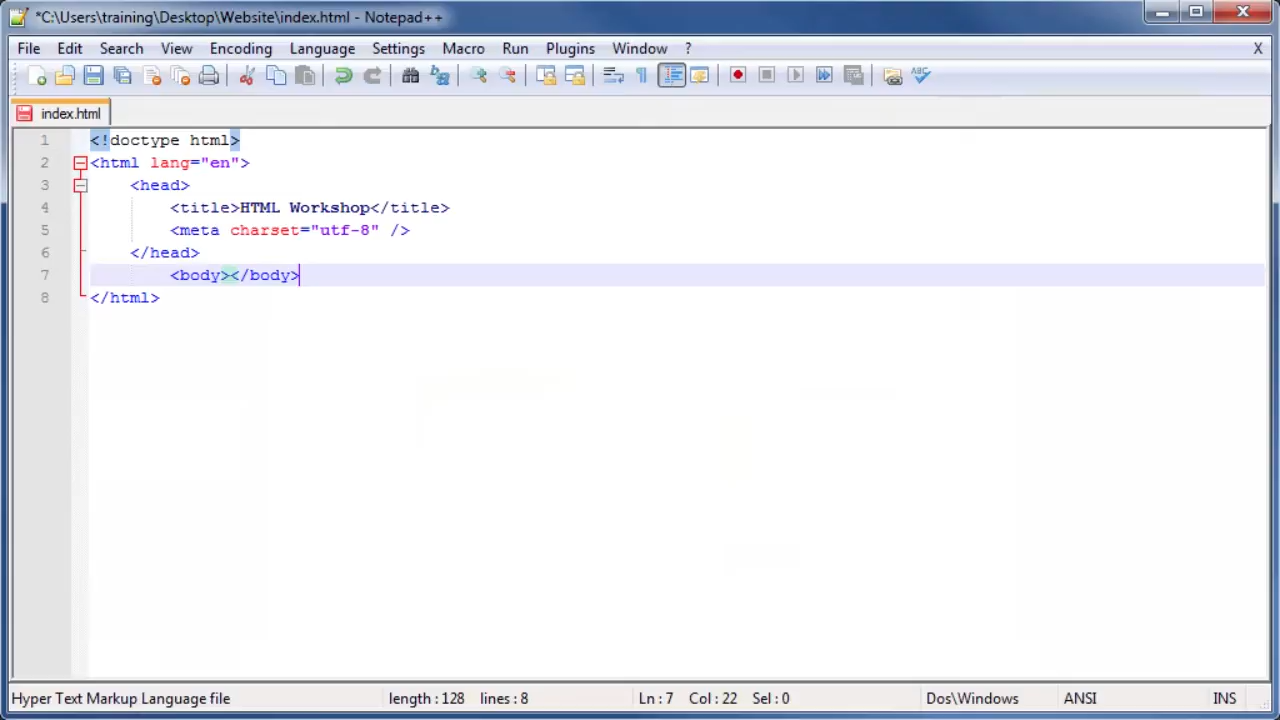 *C:\Users\training\Desktop\Website\index.html - Notepad++
File Edit Search View Encoding Language Settings Macro Run Plugins Window ? X
index.html
1 <!doctype html>
2 <html lang="en">
3 <head>
4 <title>HTML Workshop</title>
5 <meta charset="utf-8" />
6 </head>
7 <body></body>
8 </html>
Hyper Text Markup Language file length : 128 lines : 8 Ln : 7 Col : 22 Sel : 0 Dos\Windows ANSI INS